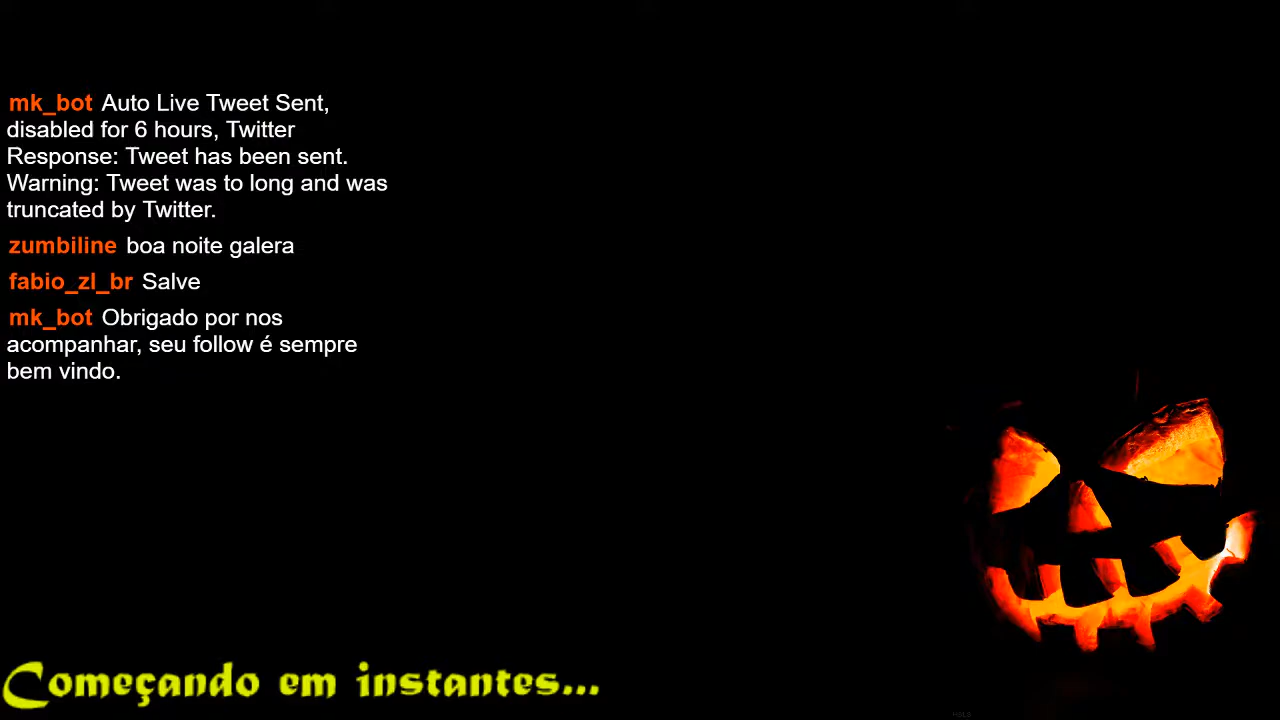 mk_bot Auto Live Tweet Sent,
disabled for 6 hours, Twitter
Response: Tweet has been sent.
Warning: Tweet was to long and was
truncated by Twitter.
zumbiline boa noite galera
fabio_zl_br Salve
mk_bot Obrigado por nos
acompanhar, seu follow é sempre
bem vindo.
Começando em instantes...